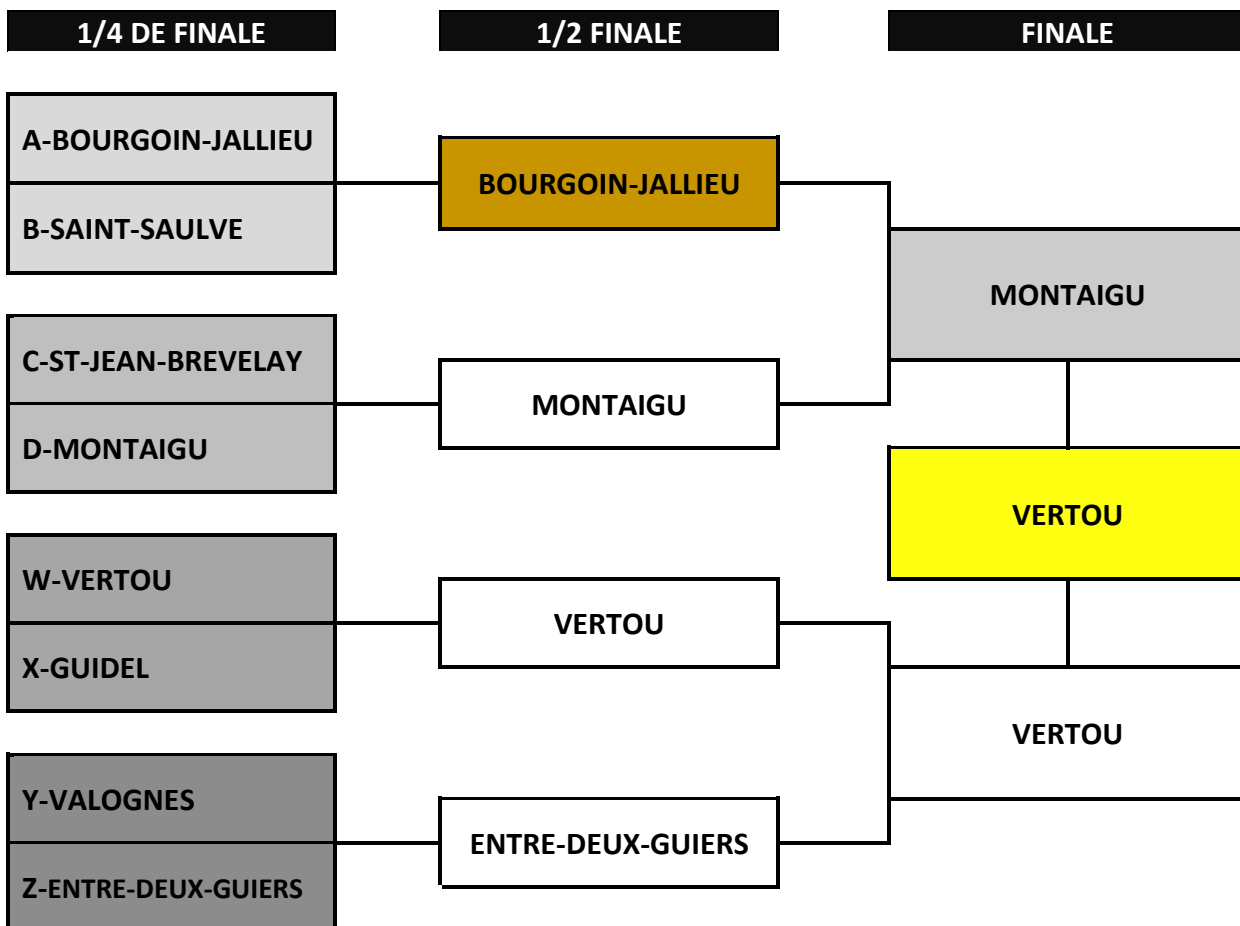 1/4 DE FINALE
1/2 FINALE
FINALE
A-BOURGOIN-JALLIEU
B-SAINT-SAULVE
BOURGOIN-JALLIEU
MONTAIGU
C-ST-JEAN-BREVELAY
D-MONTAIGU
MONTAIGU
VERTOU
W-VERTOU
X-GUIDEL
VERTOU
VERTOU
Y-VALOGNES
Z-ENTRE-DEUX-GUIERS
ENTRE-DEUX-GUIERS